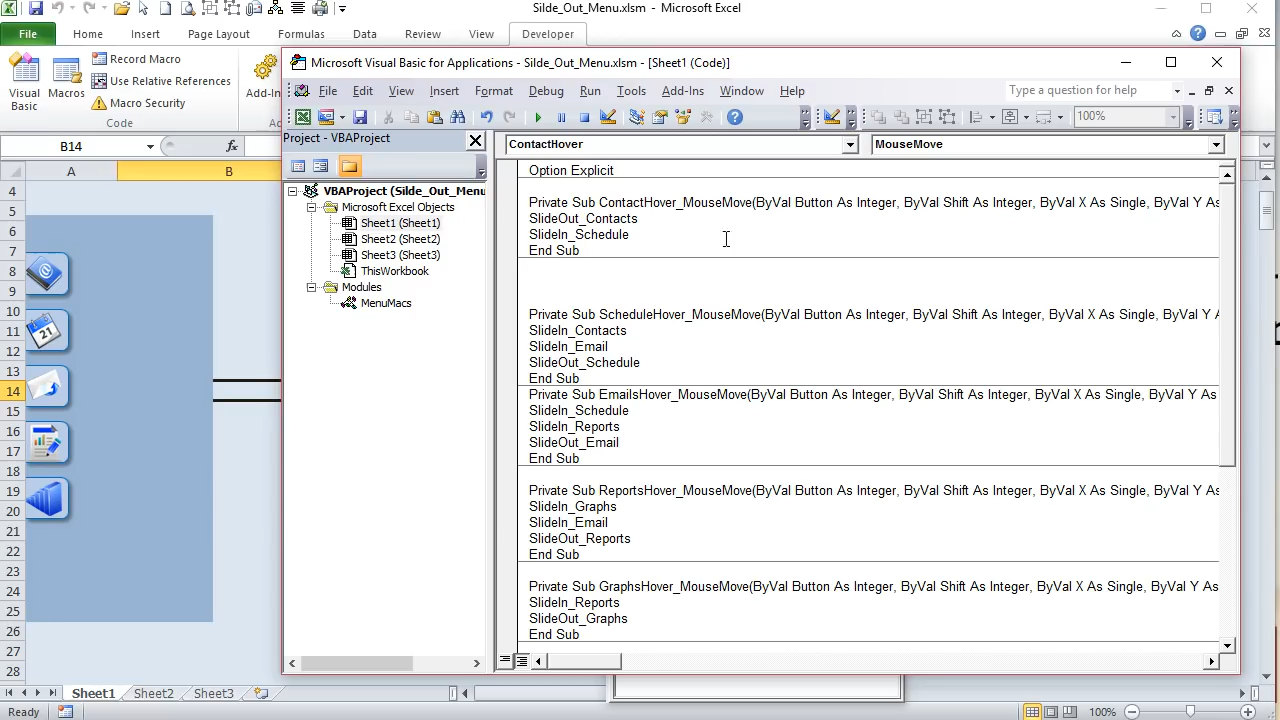 Silde_Out_Menu.xlsm - Microsoft Excel
File Home Insert Page Layout Formulas Data Review View Developer
Visual Basic
Macros
Record Macro
Use Relative References
Macro Security
Code
Add-In
B14
fx
A B
4
5
6
7
8
9
10
11
12
13
14
15
16
17
18
19
20
21
22
23
24
25
26
27
28
21
Microsoft Visual Basic for Applications - Silde_Out_Menu.xlsm - [Sheet1 (Code)]
File Edit View Insert Format Debug Run Tools Add-Ins Window Help
Type a question for help
100%
Project - VBAProject
VBAProject (Silde_Out_Menu
Microsoft Excel Objects
Sheet1 (Sheet1)
Sheet2 (Sheet2)
Sheet3 (Sheet3)
ThisWorkbook
Modules
MenuMacs
ContactHover MouseMove
Option Explicit
Private Sub ContactHover_MouseMove(ByVal Button As Integer, ByVal Shift As Integer, ByVal X As Single, ByVal Y As
SlideOut_Contacts
SlideIn_Schedule
End Sub
Private Sub ScheduleHover_MouseMove(ByVal Button As Integer, ByVal Shift As Integer, ByVal X As Single, ByVal Y
SlideIn_Contacts
SlideIn_Email
SlideOut_Schedule
End Sub
Private Sub EmailsHover_MouseMove(ByVal Button As Integer, ByVal Shift As Integer, ByVal X As Single, ByVal Y As
SlideIn_Schedule
SlideIn_Reports
SlideOut_Email
End Sub
Private Sub ReportsHover_MouseMove(ByVal Button As Integer, ByVal Shift As Integer, ByVal X As Single, ByVal Y As
SlideIn_Graphs
SlideIn_Email
SlideOut_Reports
End Sub
Private Sub GraphsHover_MouseMove(ByVal Button As Integer, ByVal Shift As Integer, ByVal X As Single, ByVal Y As
SlideIn_Reports
SlideOut_Graphs
End Sub
Sheet1 Sheet2 Sheet3
Ready
100%